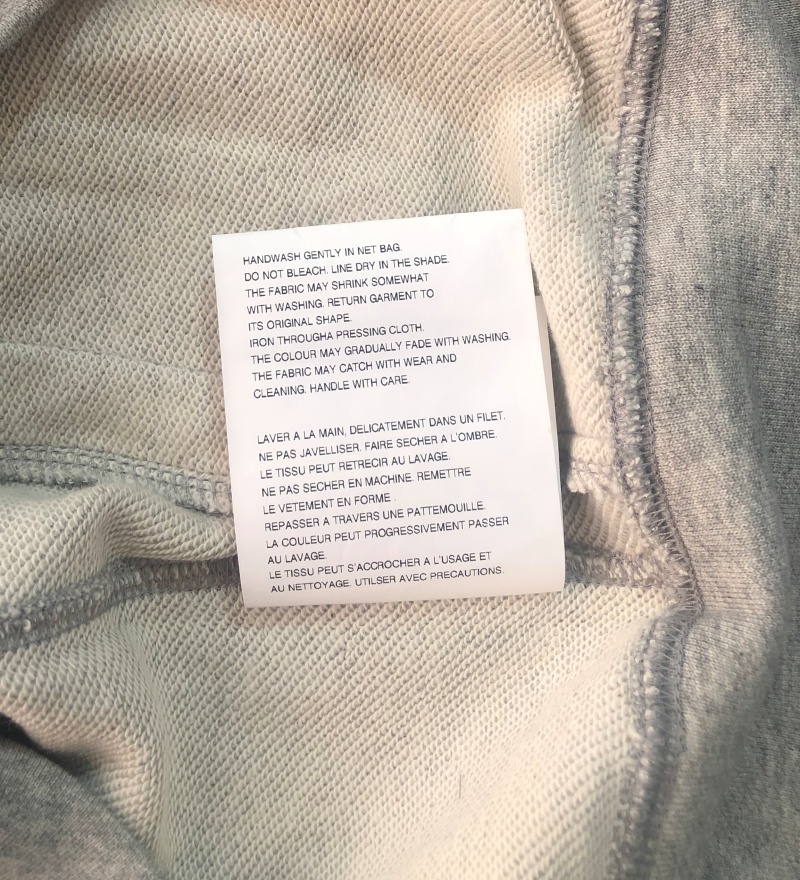 HANDWASH GENTLY IN NET BAG.
DO NOT BLEACH. LINE DRY IN THE SHADE.
THE FABRIC MAY SHRINK SOMEWHAT
WITH WASHING. RETURN GARMENT TO
ITS ORIGINAL SHAPE.
IRON THROUGHA PRESSING CLOTH.
THE COLOUR MAY GRADUALLY FADE WITH WASHING.
THE FABRIC MAY CATCH WITH WEAR AND
CLEANING. HANDLE WITH CARE.
LAVER A LA MAIN, DELICATEMENT DANS UN FILET.
NE PAS JAVELLISER. FAIRE SECHER A L'OMBRE.
LE TISSU PEUT RETRECIR AU LAVAGE.
NE PAS SECHER EN MACHINE. REMETTRE
LE VETEMENT EN FORME .
REPASSER A TRAVERS UNE PATTEMOUILLE.
LA COULEUR PEUT PROGRESSIVEMENT PASSER
AU LAVAGE.
LE TISSU PEUT S'ACCROCHER A L'USAGE ET
AU NETTOYAGE. UTILSER AVEC PRECAUTIONS.